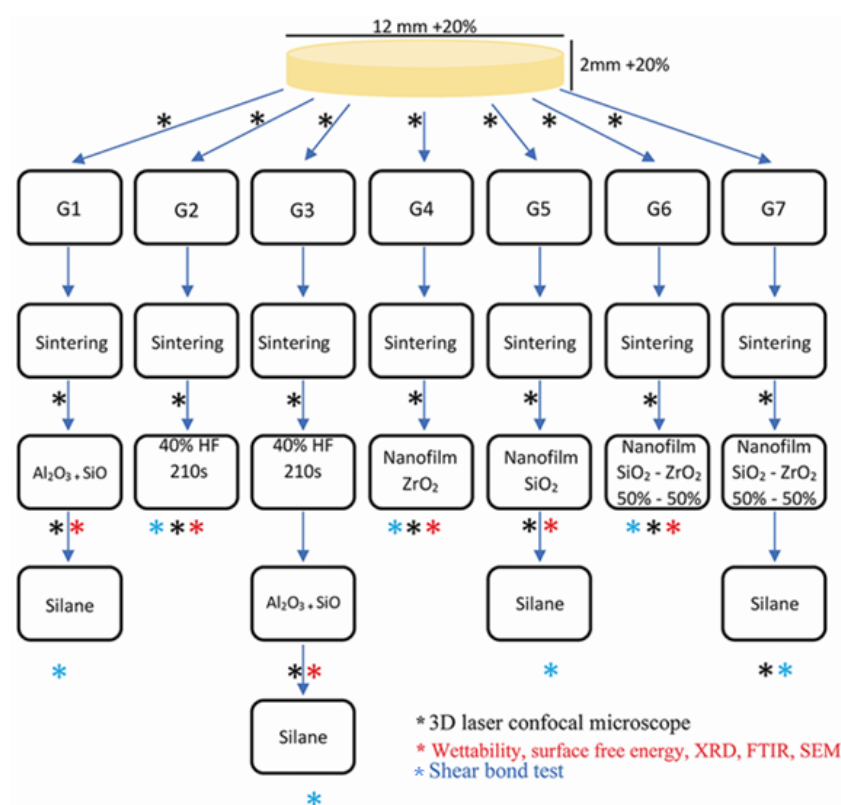 12 mm +20%
2mm +20%
* * * * * * *
G1 G2 G3 G4 G5 G6 G7
Sintering Sintering Sintering Sintering Sintering Sintering Sintering
* * * * * * *
Al₂O₃ + SiO
40% HF
210s
40% HF
210s
Nanofilm
ZrO₂
Nanofilm
SiO₂
Nanofilm
SiO₂ - ZrO₂
50% - 50%
Nanofilm
SiO₂ - ZrO₂
50% - 50%
** *** *** ** ***
Silane
Al₂O₃ + SiO
Silane
Silane
* ** * **
Silane
*
* 3D laser confocal microscope
* Wettability, surface free energy, XRD, FTIR, SEM
* Shear bond test